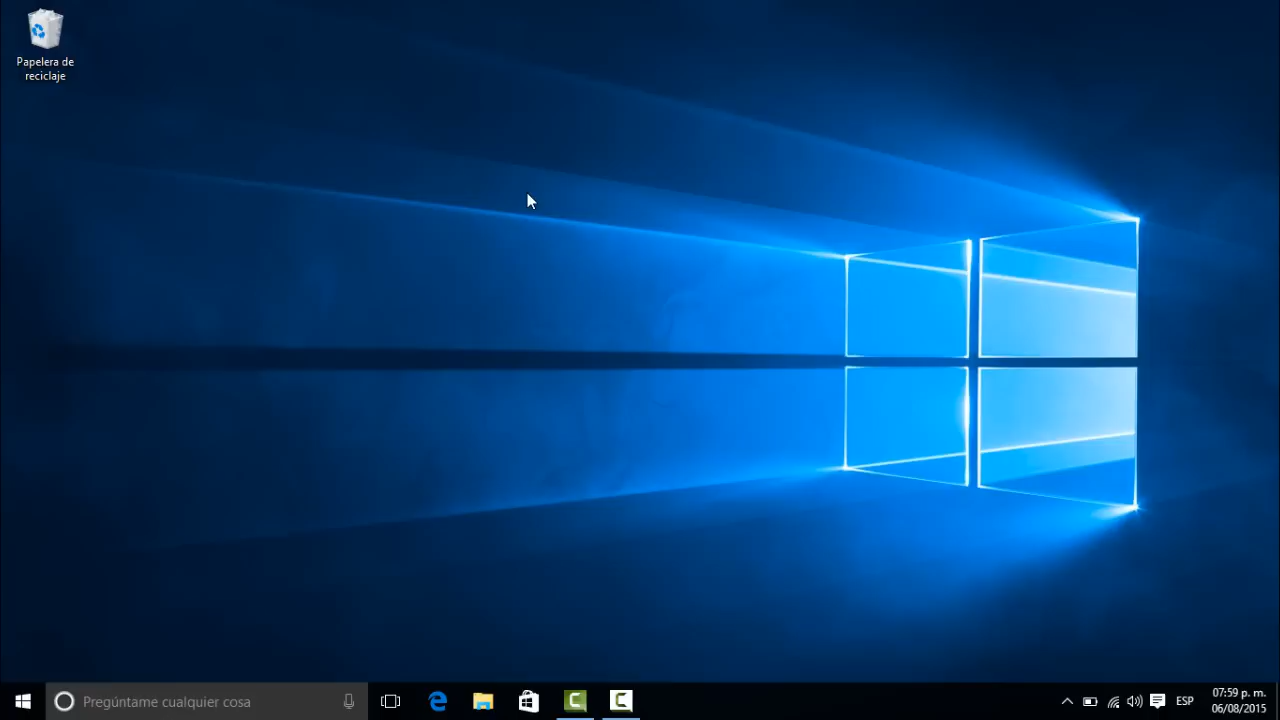 Papelera de
reciclaje
Pregúntame cualquier cosa
ESP
07:59 p. m.
06/08/2015